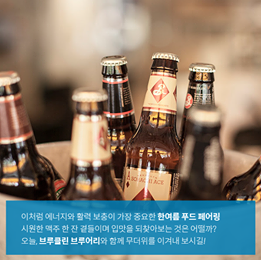 이처럼 에너지와 활력 보충이 가장 중요한 한여름 푸드 페어링
시원한 맥주 한 잔 곁들이며 입맛을 되찾아보는 것은 어떨까?
오늘, 브루클린 브루어리와 함께 무더위를 이겨내 보시길!